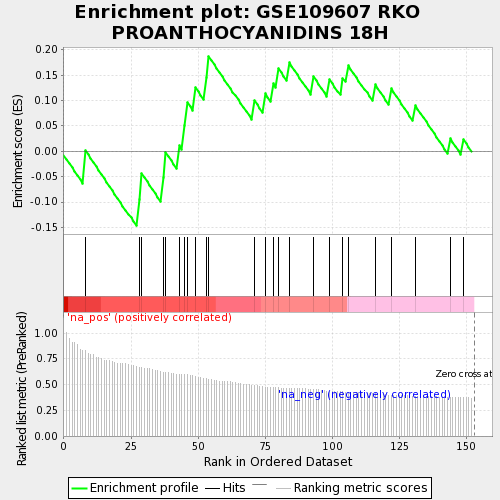 Enrichment plot: GSE109607 RKO
PROANTHOCYANIDINS 18H
Enrichment score (ES)
0.20
0.15
0.10
0.05
0.00
-0.05
-0.10
-0.15
'na_pos' (positively correlated)
Ranked list metric (PreRanked)
1.00
0.75
0.50
0.25
0.00
Zero cross at
'na_neg' (negatively correlated)
0 25 50 75 100 125 150
Rank in Ordered Dataset
Enrichment profile Hits Ranking metric scores